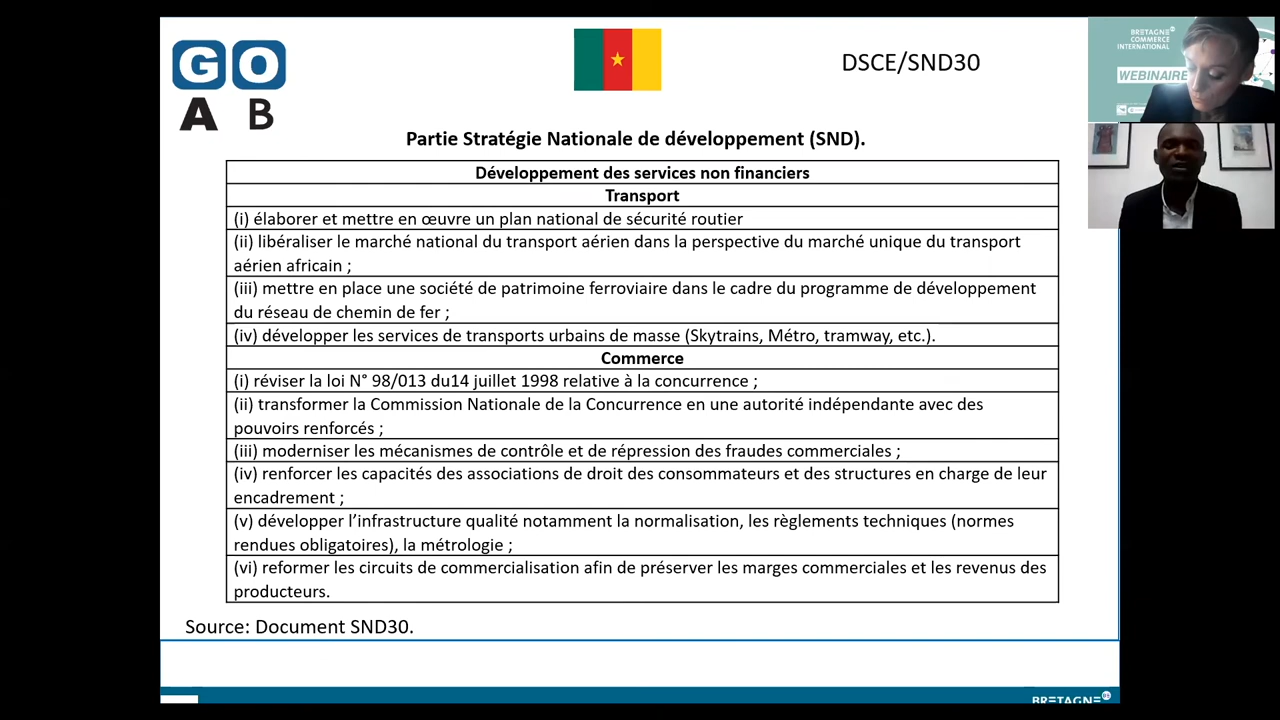 GO
A B
DSCE/SND30
BRETAGNE
COMMERCE
INTERNATIONAL
WEBINAIRE
Partie Stratégie Nationale de développement (SND).
Développement des services non financiers
Transport
(i) élaborer et mettre en œuvre un plan national de sécurité routier
(ii) libéraliser le marché national du transport aérien dans la perspective du marché unique du transport
aérien africain ;
(iii) mettre en place une société de patrimoine ferroviaire dans le cadre du programme de développement
du réseau de chemin de fer ;
(iv) développer les services de transports urbains de masse (Skytrains, Métro, tramway, etc.).
Commerce
(i) réviser la loi N° 98/013 du14 juillet 1998 relative à la concurrence ;
(ii) transformer la Commission Nationale de la Concurrence en une autorité indépendante avec des
pouvoirs renforcés ;
(iii) moderniser les mécanismes de contrôle et de répression des fraudes commerciales ;
(iv) renforcer les capacités des associations de droit des consommateurs et des structures en charge de leur
encadrement ;
(v) développer l’infrastructure qualité notamment la normalisation, les règlements techniques (normes
rendues obligatoires), la métrologie ;
(vi) reformer les circuits de commercialisation afin de préserver les marges commerciales et les revenus des
producteurs.
Source: Document SND30.
BRETAGNE